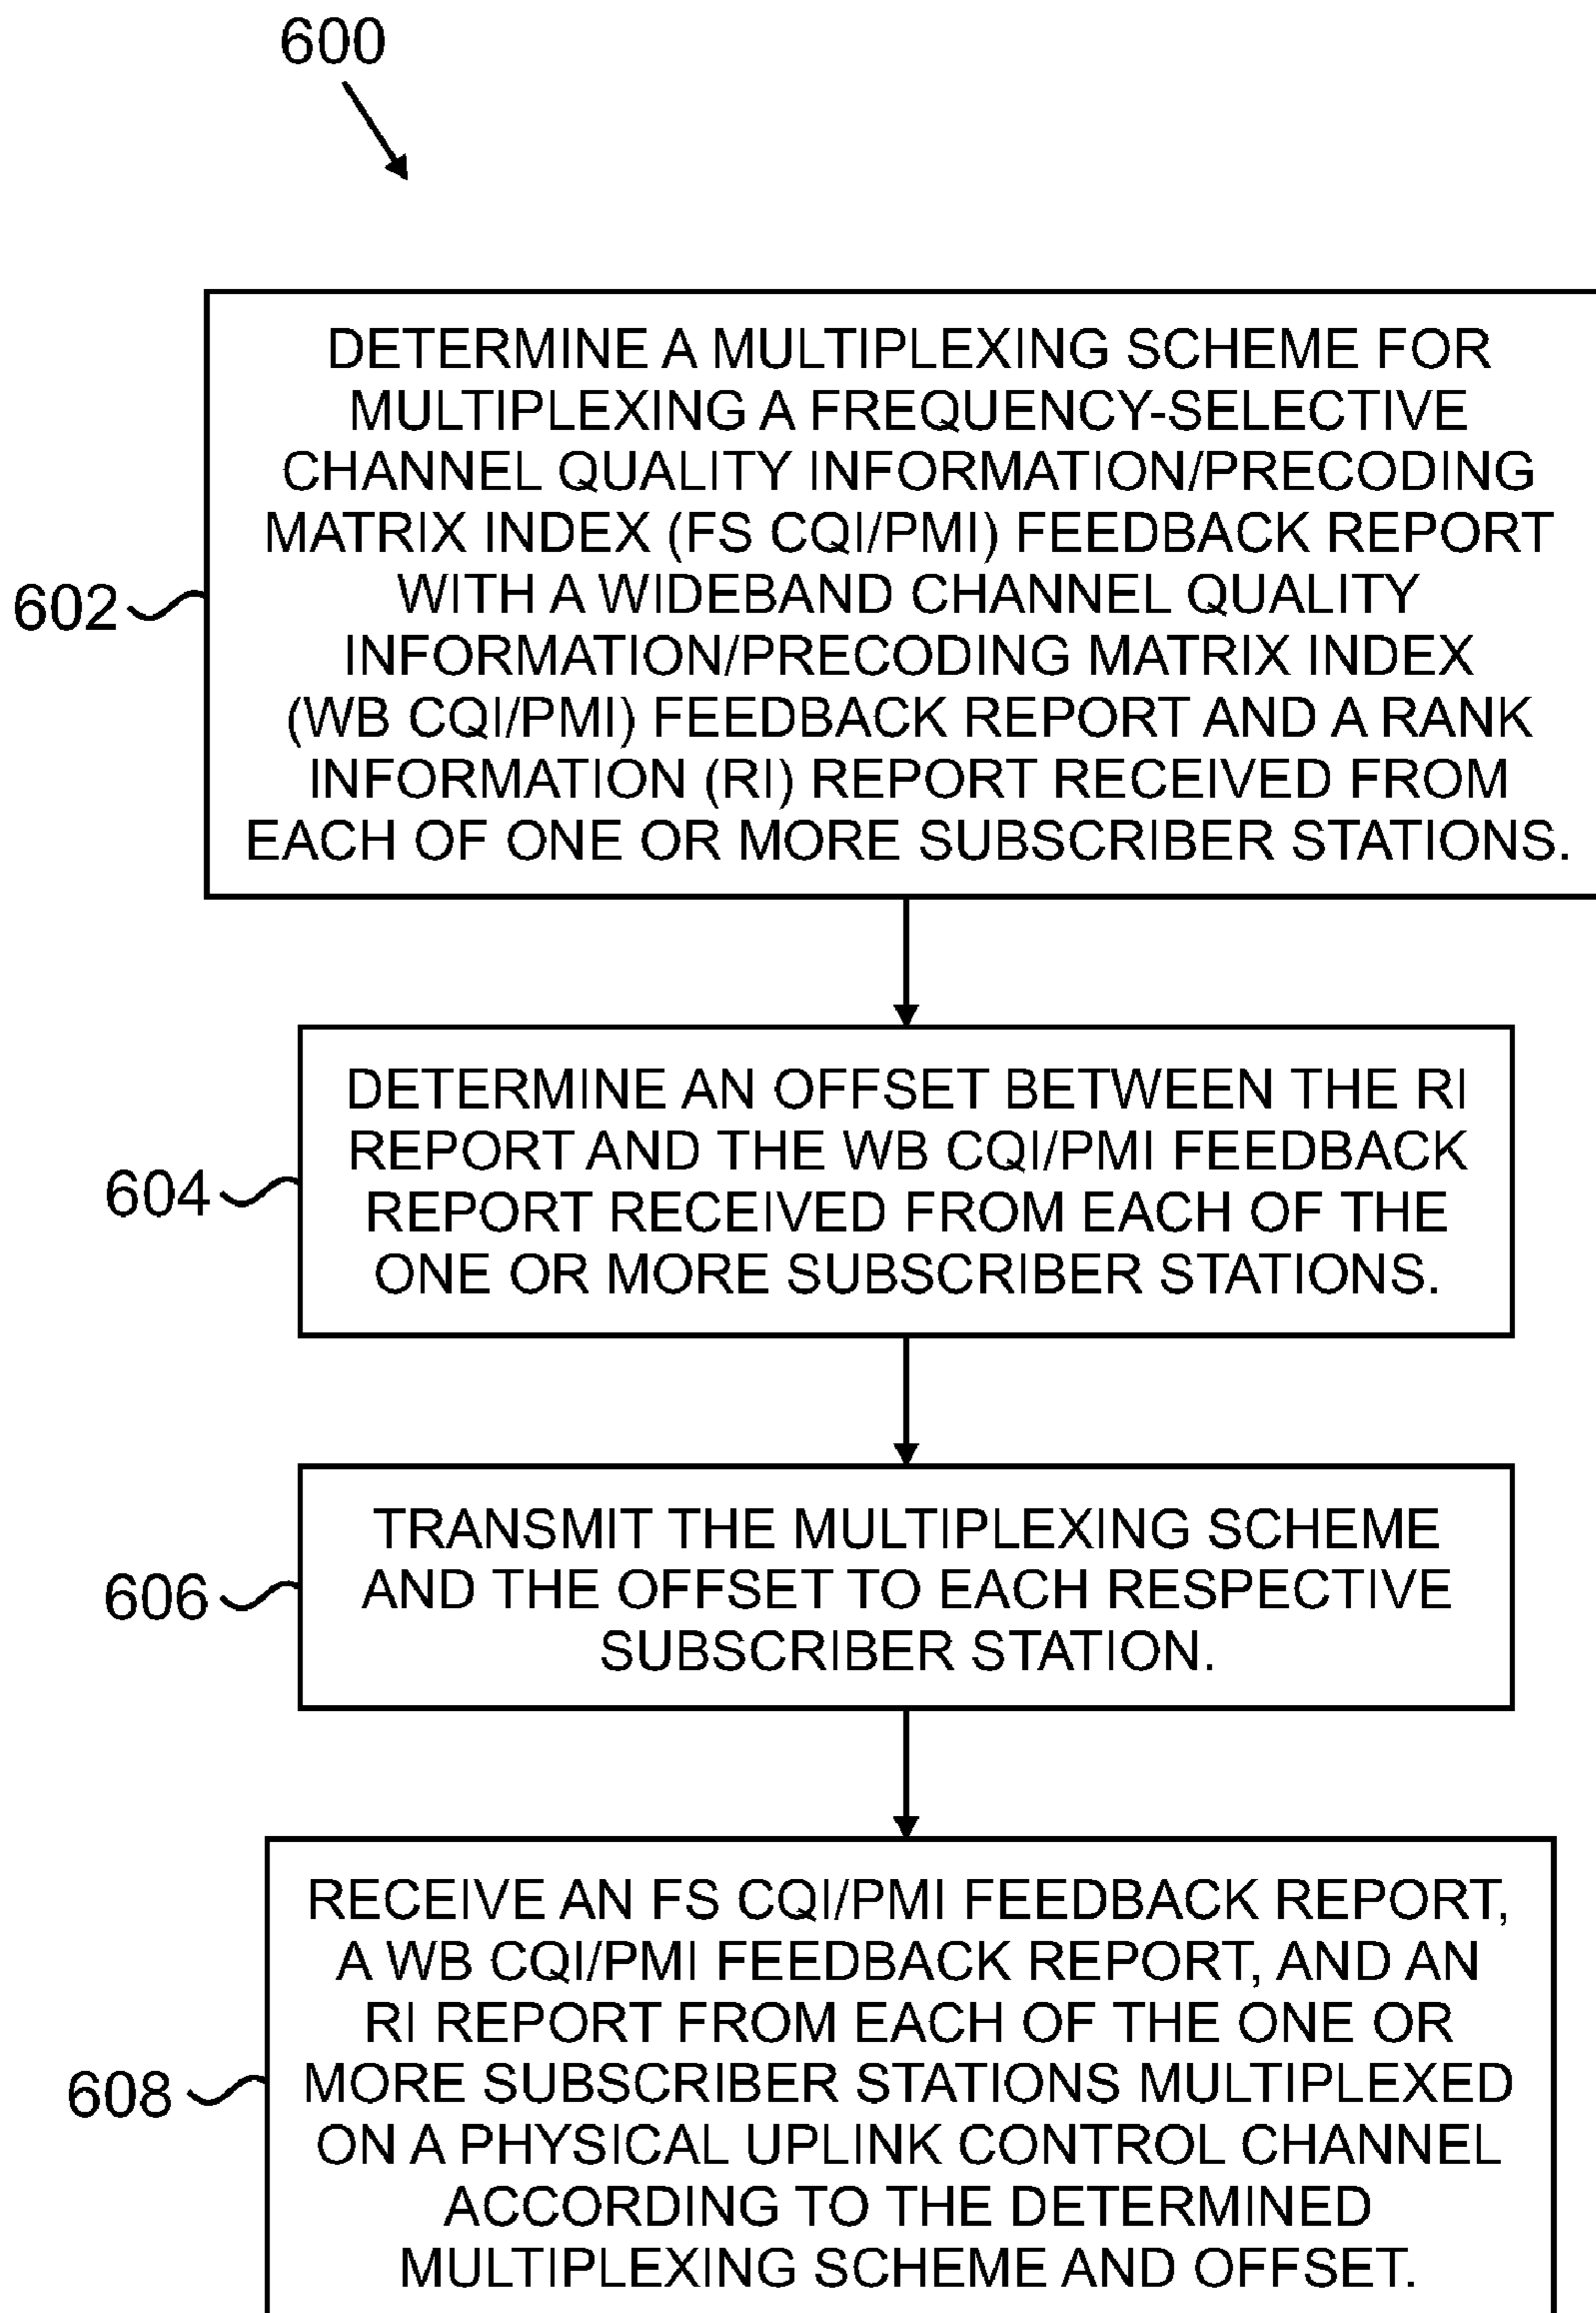 600
DETERMINE A MULTIPLEXING SCHEME FOR
MULTIPLEXING A FREQUENCY-SELECTIVE
CHANNEL QUALITY INFORMATION/PRECODING
MATRIX INDEX (FS CQI/PMI) FEEDBACK REPORT
WITH A WIDEBAND CHANNEL QUALITY
INFORMATION/PRECODING MATRIX INDEX
(WB CQI/PMI) FEEDBACK REPORT AND A RANK
INFORMATION (RI) REPORT RECEIVED FROM
EACH OF ONE OR MORE SUBSCRIBER STATIONS.
602
DETERMINE AN OFFSET BETWEEN THE RI
REPORT AND THE WB CQI/PMI FEEDBACK
REPORT RECEIVED FROM EACH OF THE
ONE OR MORE SUBSCRIBER STATIONS.
604
TRANSMIT THE MULTIPLEXING SCHEME
AND THE OFFSET TO EACH RESPECTIVE
SUBSCRIBER STATION.
606
RECEIVE AN FS CQI/PMI FEEDBACK REPORT,
A WB CQI/PMI FEEDBACK REPORT, AND AN
RI REPORT FROM EACH OF THE ONE OR
MORE SUBSCRIBER STATIONS MULTIPLEXED
ON A PHYSICAL UPLINK CONTROL CHANNEL
ACCORDING TO THE DETERMINED
MULTIPLEXING SCHEME AND OFFSET.
608